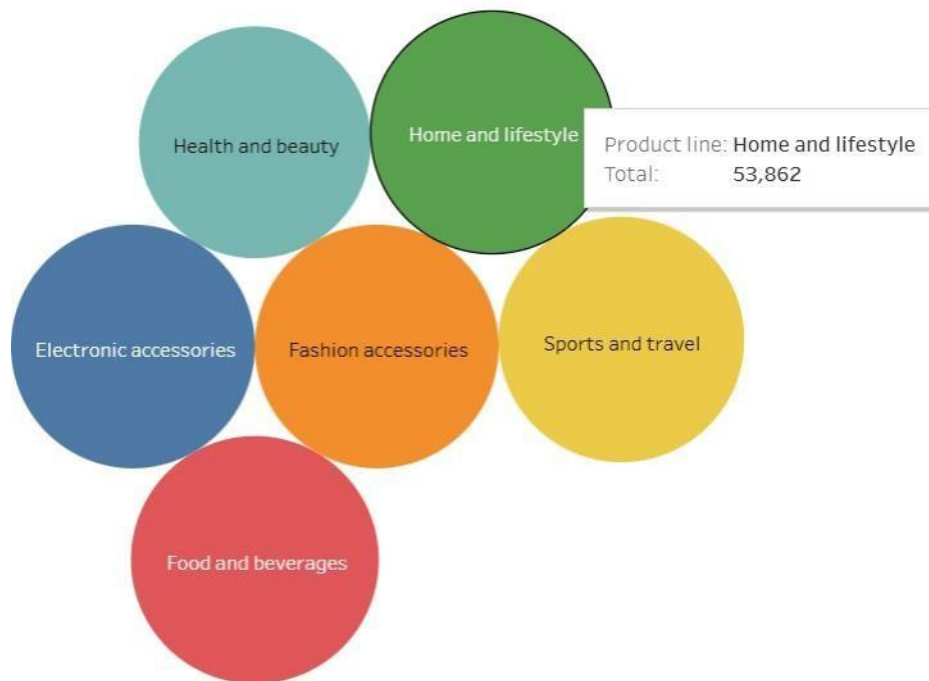 Health and beauty
Home and lifestyle
Product line: Home and lifestyle
Total: 53,862
Electronic accessories
Fashion accessories
Sports and travel
Food and beverages